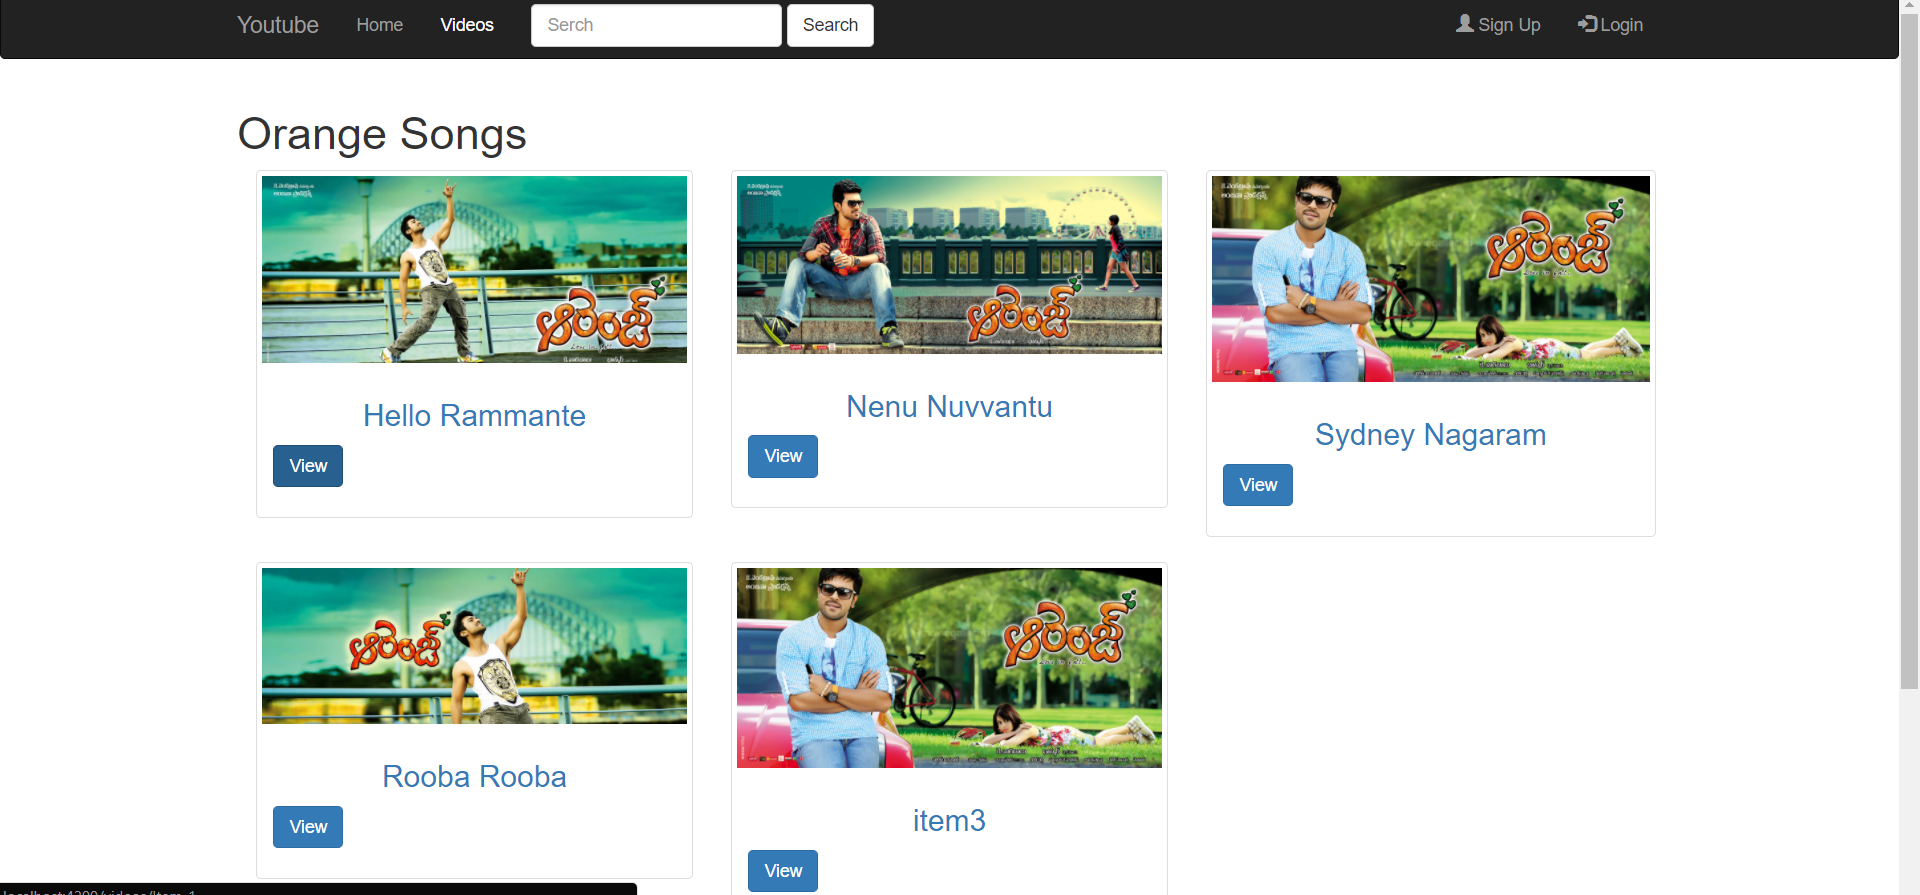 Youtube Home Videos Serch Search Sign Up Login
Orange Songs
ఆరెంజ్
Hello Rammante
View
ఆరెంజ్
Nenu Nuvvantu
View
ఆరెంజ్
Sydney Nagaram
View
ఆరెంజ్
Rooba Rooba
View
ఆరెంజ్
item3
View